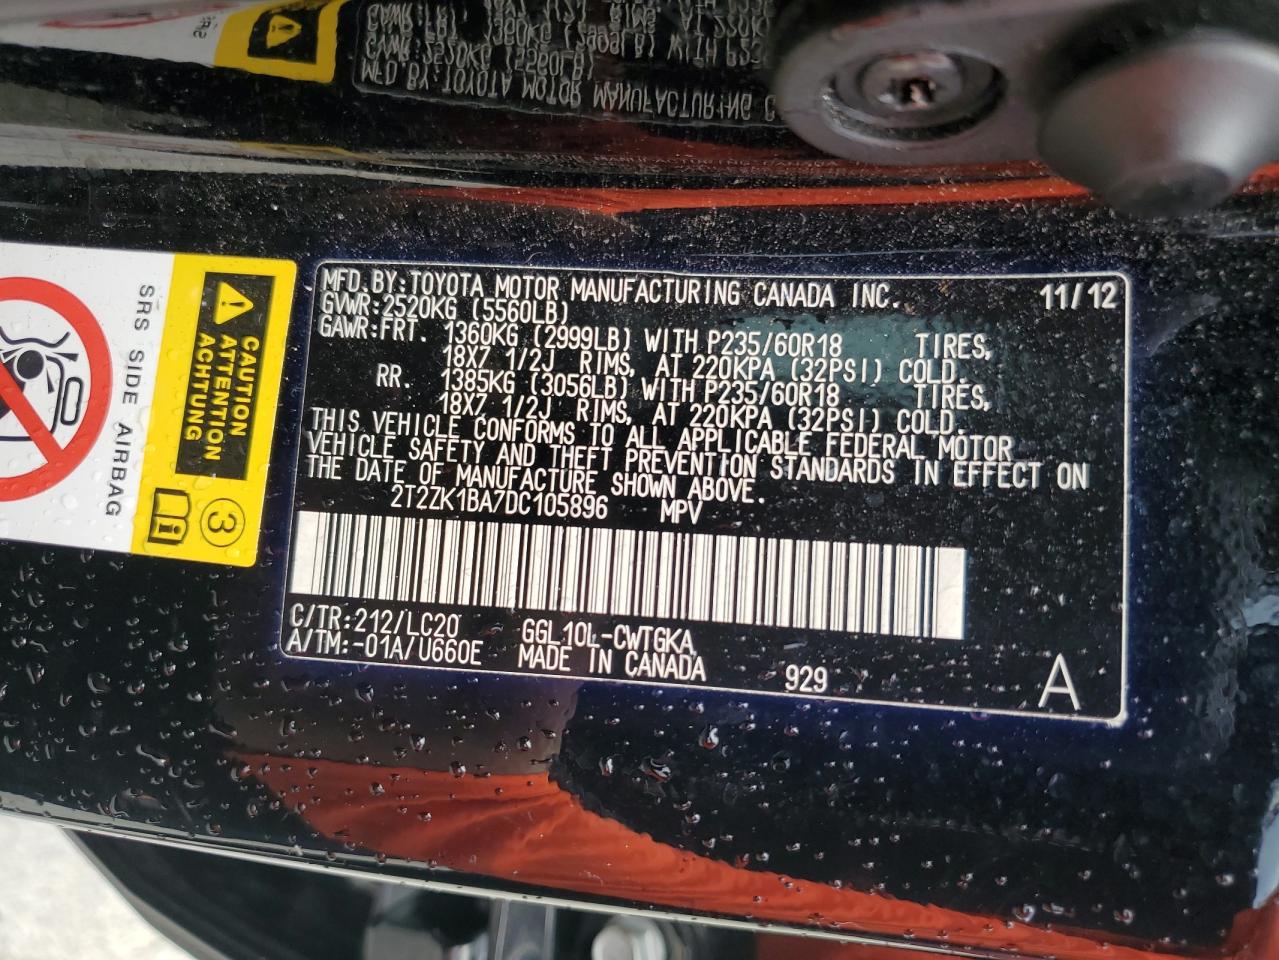 MFD. BY: TOYOTA MOTOR MANUFACTURING CANADA INC. 11/12
GVWR: 2520KG (5560LB)
GAWR: FRT. 1360KG (2999LB) WITH P235/60R18 TIRES,
18X7 1/2J RIMS, AT 220KPA (32PSI) COLD.
RR. 1385KG (3056LB) WITH P235/60R18 TIRES,
18X7 1/2J RIMS, AT 220KPA (32PSI) COLD.
THIS VEHICLE CONFORMS TO ALL APPLICABLE FEDERAL MOTOR
VEHICLE SAFETY AND THEFT PREVENTION STANDARDS IN EFFECT ON
THE DATE OF MANUFACTURE SHOWN ABOVE.
2T2ZK1BA7DC105896 MPV
C/TR: 212/LC20 GGL10L-CWTGKA
A/TM: -01A/U660E MADE IN CANADA 929 A
CAUTION
ATTENTION
ACHTUNG
SRS SIDE AIRBAG
3